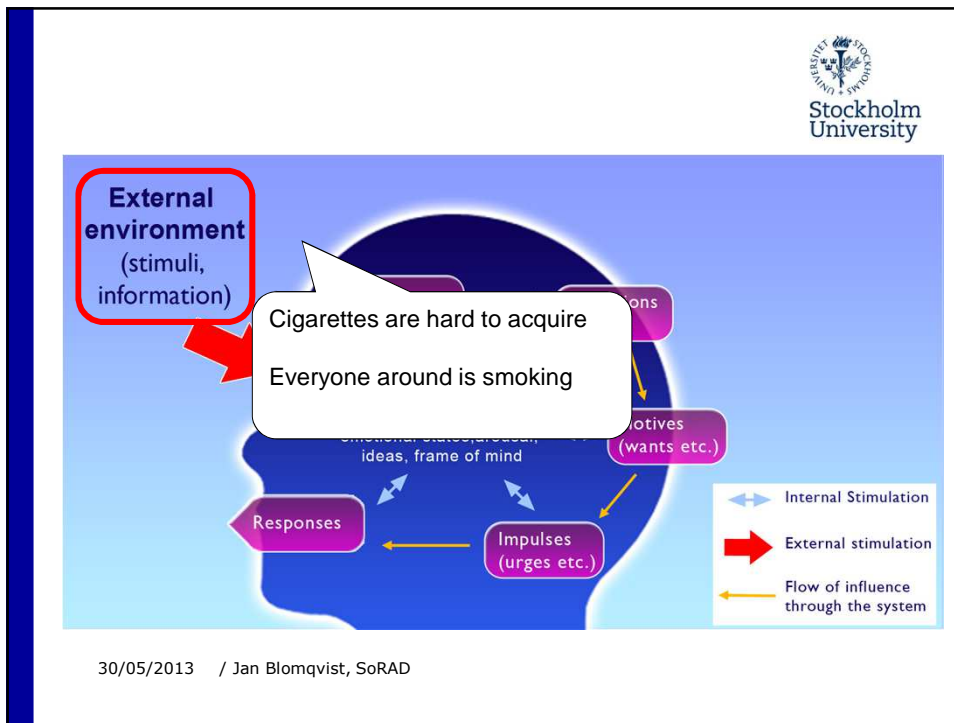 UNIVERSITET STOCKHOLMS
Stockholm
University
External
environment
(stimuli,
information)
Cigarettes are hard to acquire
Everyone around is smoking
(wants etc.)
ideas, frame of mind
Responses
Impulses
(urges etc.)
Internal Stimulation
External stimulation
Flow of influence
through the system
30/05/2013 / Jan Blomqvist, SoRAD